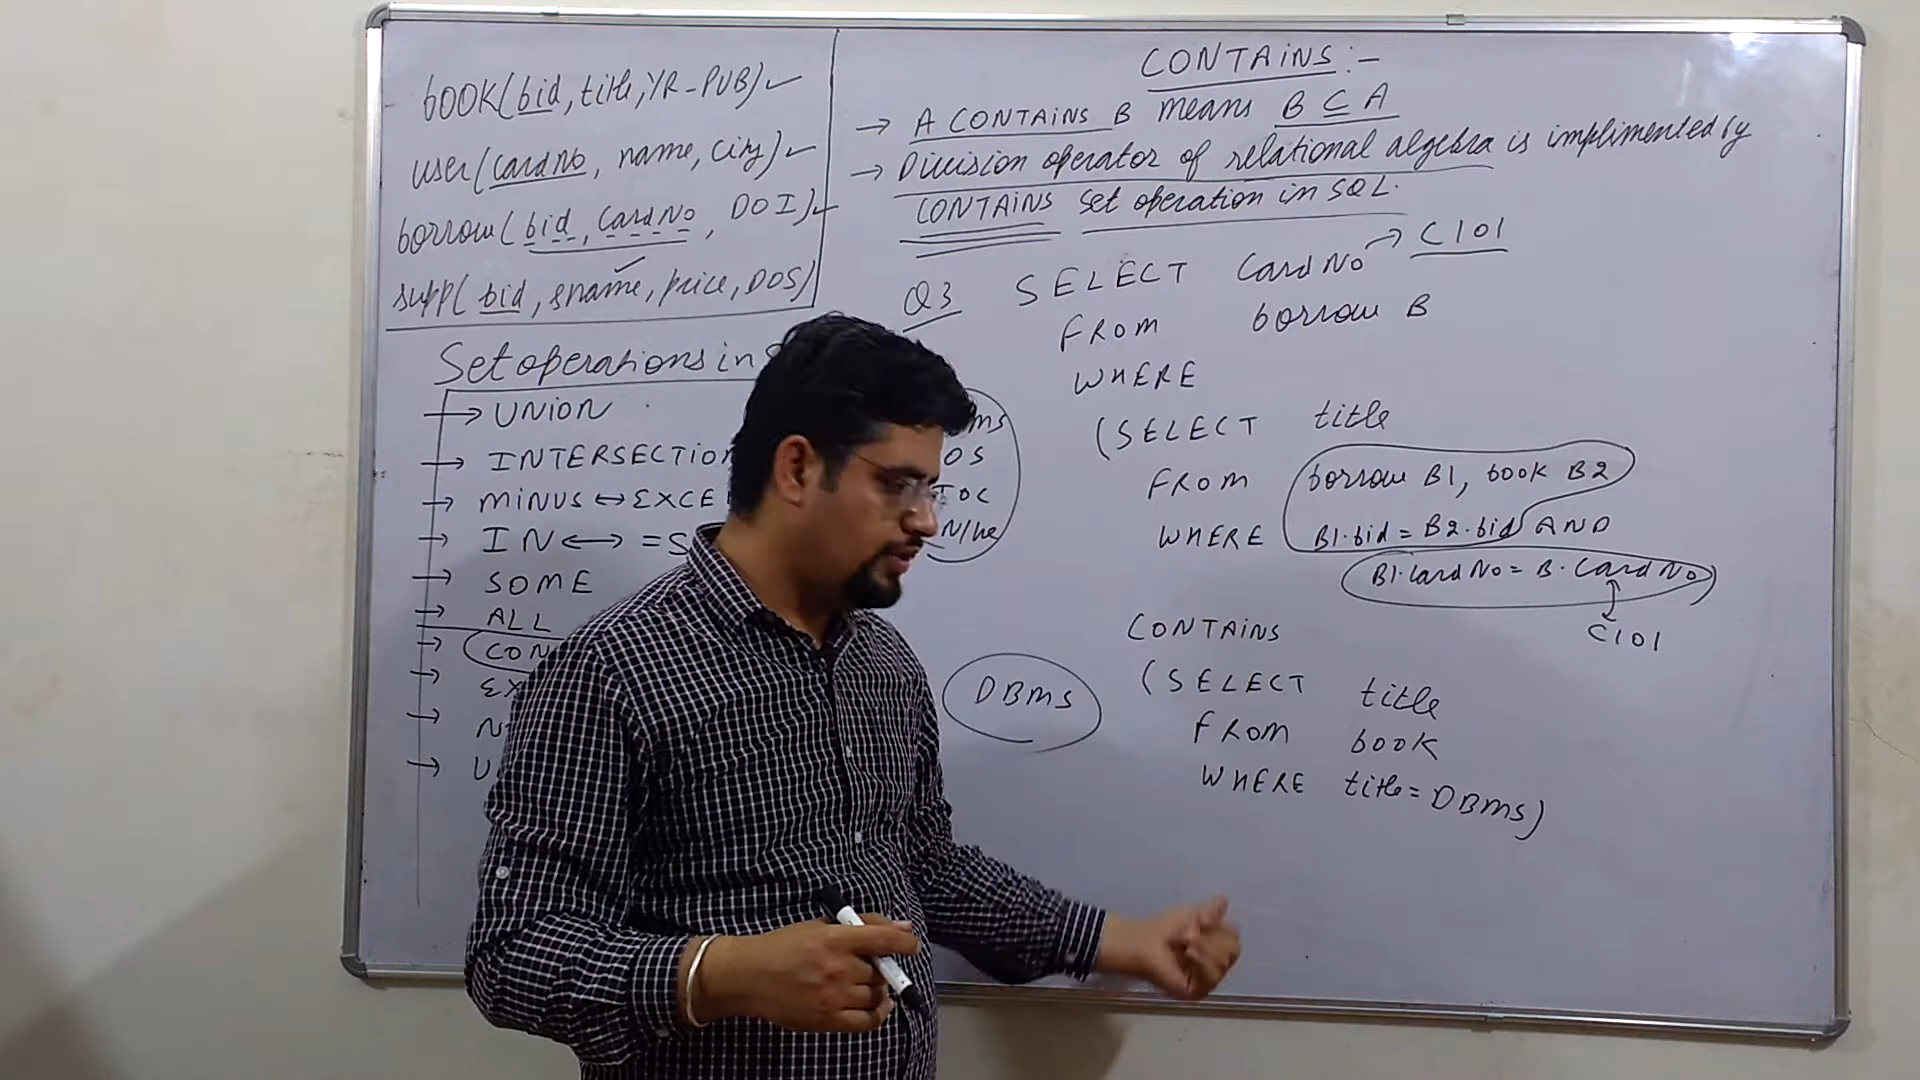 book(bid, title, YR-PUB)✓
user(cardNo, name, city)✓
borrow(bid, CardNo, DOI)✓
supp(bid, sname, price, DOS)
Set operations in
→ UNION
→ INTERSECTION
→ MINUS ↔ EXCE
→ IN ↔ = S
→ SOME
→ ALL
→ CON
→ EX
→ N
→ U
CONTAINS:-
→ A CONTAINS B means B ⊆ A
→ Division operator of relational algebra is implimented by
CONTAINS set operation in SQL.
Q3 SELECT CardNo → C101
FROM borrow B
WHERE
(SELECT title
FROM borrow B1, book B2
WHERE B1.bid = B2.bid AND
B1.CardNo = B.CardNo)
C101
CONTAINS
(SELECT title
FROM book
WHERE title = DBMS)
ms
OS
TOC
DBMS